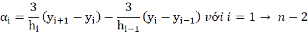 αᵢ = 3/hᵢ (yᵢ₊₁ − yᵢ) − 3/hᵢ₋₁ (yᵢ − yᵢ₋₁) với i = 1 → n − 2